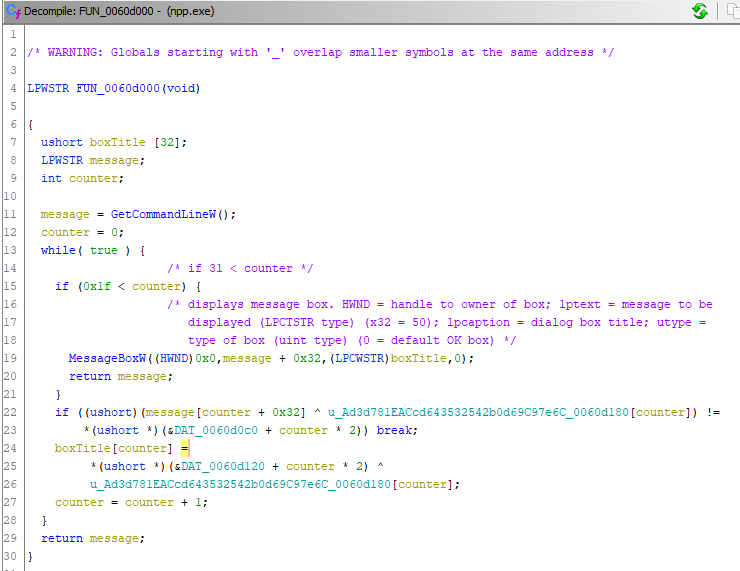 Decompile: FUN_0060d000 - (npp.exe)
1
2 /* WARNING: Globals starting with '_' overlap smaller symbols at the same address */
3
4 LPWSTR FUN_0060d000(void)
5
6 {
7 ushort boxTitle [32];
8 LPWSTR message;
9 int counter;
10
11 message = GetCommandLineW();
12 counter = 0;
13 while( true ) {
14 /* if 31 < counter */
15 if (0x1f < counter) {
16 /* displays message box. HWND = handle to owner of box; lptext = message to be
17 displayed (LPCTSTR type) (x32 = 50); lpcaption = dialog box title; utype =
18 type of box (uint type) (0 = default OK box) */
19 MessageBoxW((HWND)0x0,message + 0x32,(LPCWSTR)boxTitle,0);
20 return message;
21 }
22 if ((ushort)(message[counter + 0x32] ^ u_Ad3d781EACcd643532542b0d69C97e6C_0060d180[counter]) !=
23 *(ushort *)(&DAT_0060d0c0 + counter * 2)) break;
24 boxTitle[counter] =
25 *(ushort *)(&DAT_0060d120 + counter * 2) ^
26 u_Ad3d781EACcd643532542b0d69C97e6C_0060d180[counter];
27 counter = counter + 1;
28 }
29 return message;
30 }